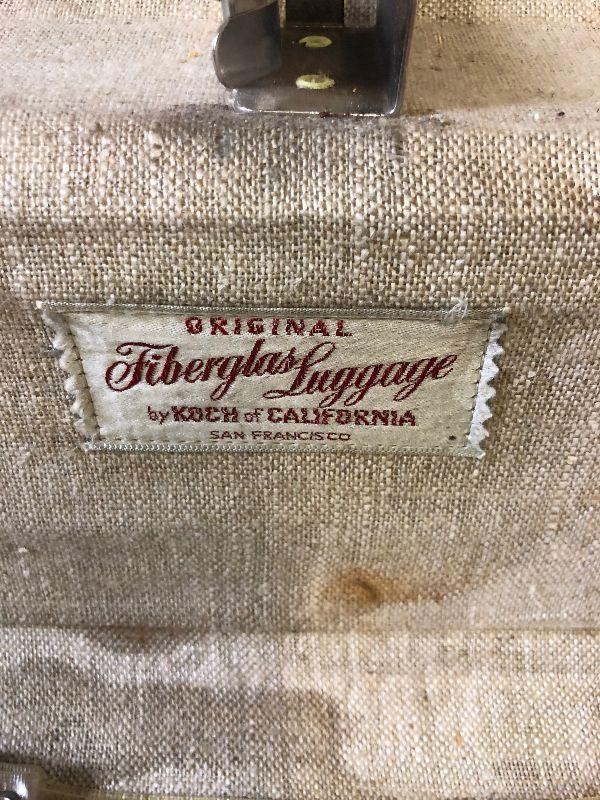 ORIGINAL
Fiberglas Luggage
by KOCH of CALIFORNIA
SAN FRANCISCO